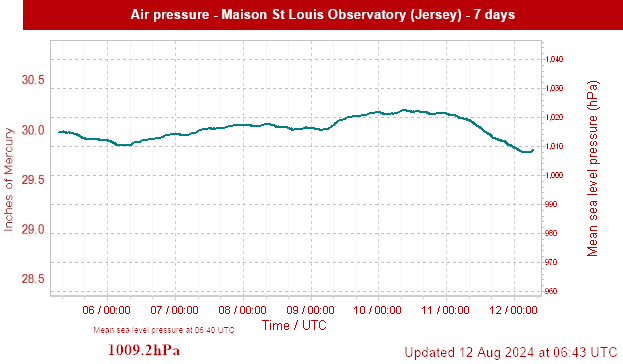 Air pressure - Maison St Louis Observatory (Jersey) - 7 days
30.5
30.0
29.5
29.0
28.5
Inches of Mercury
1,040
1,030
1,020
1,010
1,000
990
980
970
960
Mean sea level pressure (hPa)
06 / 00:00 07 / 00:00 08 / 00:00 09 / 00:00 10 / 00:00 11 / 00:00 12 / 00:00
Time / UTC
Mean sea level pressure at 06:40 UTC
1009.2hPa
Updated 12 Aug 2024 at 06:43 UTC